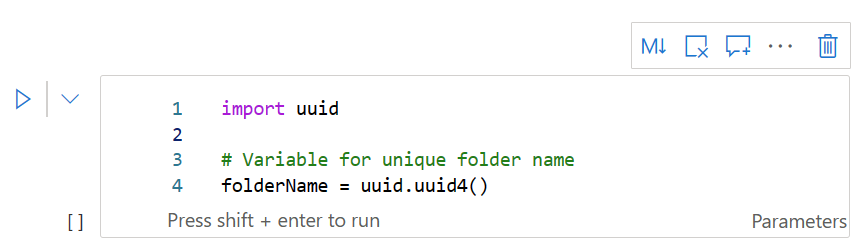 M↓
1 import uuid
2
3 # Variable for unique folder name
4 folderName = uuid.uuid4()
[ ] Press shift + enter to run Parameters